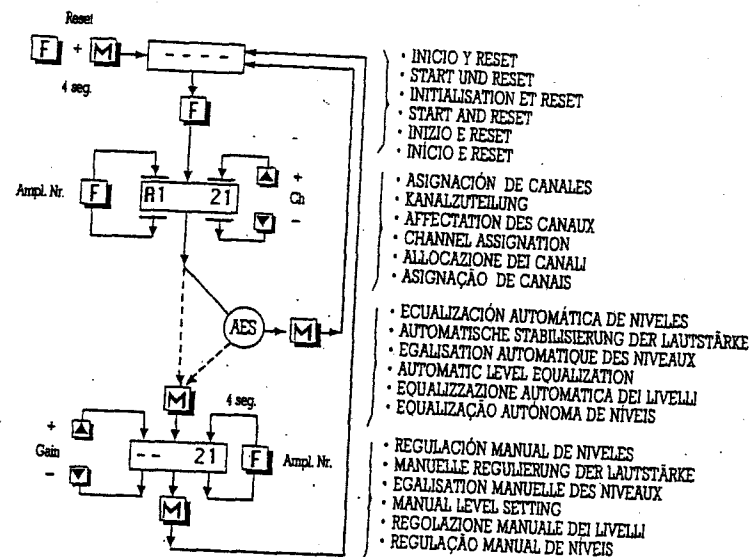 Reset
F + M - - - -
4 seg.
F
Ampl. Nr. F A1 21 + Ch -
AES M
M
4 seg.
+ Gain - -- 21 F Ampl. Nr.
M
• INICIO Y RESET
• START UND RESET
• INITIALISATION ET RESET
• START AND RESET
• INIZIO E RESET
• INÍCIO E RESET
• ASIGNACIÓN DE CANALES
• KANALZUTEILUNG
• AFFECTATION DES CANAUX
• CHANNEL ASSIGNATION
• ALLOCAZIONE DEI CANALI
• ASIGNAÇÃO DE CANAIS
• ECUALIZACIÓN AUTOMÁTICA DE NIVELES
• AUTOMATISCHE STABILISIERUNG DER LAUTSTÄRKE
• EGALISATION AUTOMATIQUE DES NIVEAUX
• AUTOMATIC LEVEL EQUALIZATION
• EQUALIZZAZIONE AUTOMATICA DEI LIVELLI
• EQUALIZAÇÃO AUTÓNOMA DE NÍVEIS
• REGULACIÓN MANUAL DE NIVELES
• MANUELLE REGULIERUNG DER LAUTSTÄRKE
• EGALISATION MANUELLE DES NIVEAUX
• MANUAL LEVEL SETTING
• REGOLAZIONE MANUALE DEI LIVELLI
• REGULAÇÃO MANUAL DE NÍVEIS